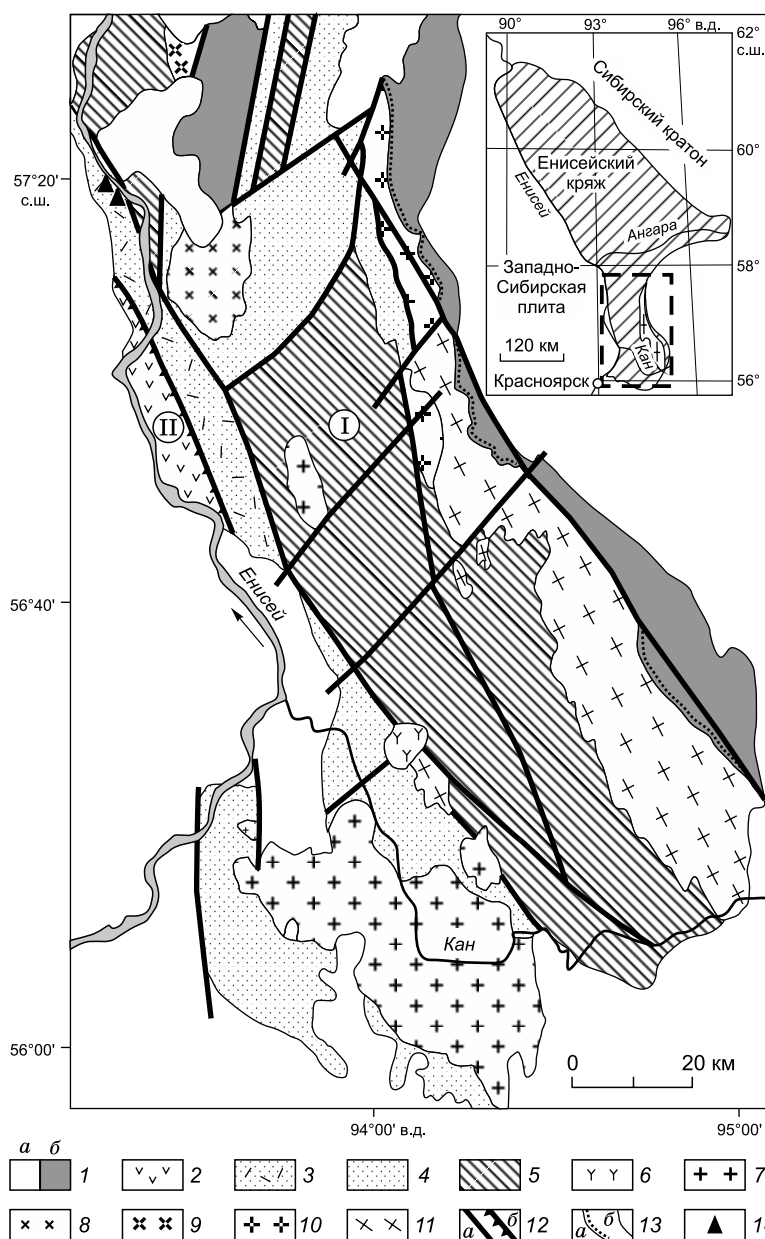 90° 93° 96° в.д.
62°
с.ш.
Сибирский кратон
60°
Енисейский
кряж
Енисей
Ангара
58°
Западно-
Сибирская
плита
120 км
Кан
Красноярск
56°
57°20'
с.ш.
II
I
56°40'
Енисей
Кан
56°00'
0 20 км
94°00' в.д.
95°00'
а б 1 2 3 4 5 6 7
8 9 10 11 а б 12 а б 13